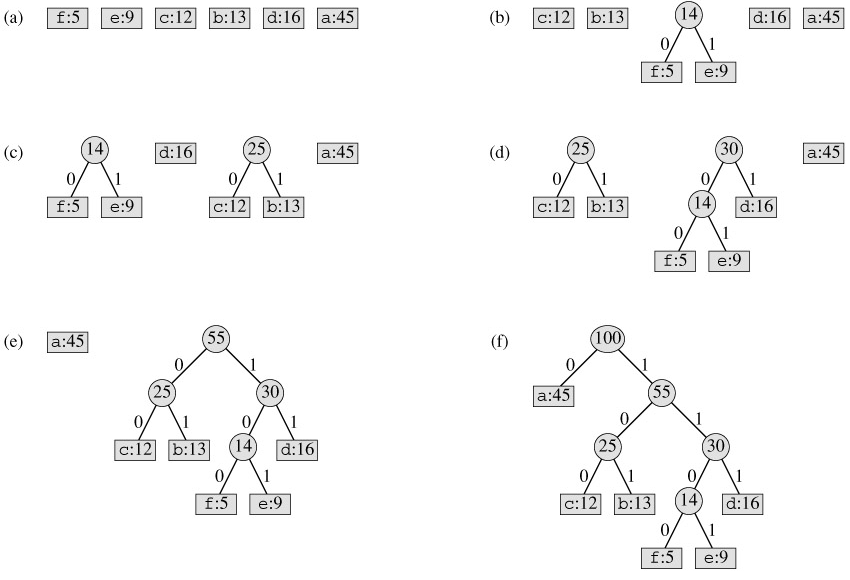 (a) f:5 e:9 c:12 b:13 d:16 a:45
(b) c:12 b:13 14 d:16 a:45
0 1
f:5 e:9
(c) 14 d:16 25 a:45
0 1 0 1
f:5 e:9 c:12 b:13
(d) 25 30 a:45
0 1 0 1
c:12 b:13 14 d:16
0 1
f:5 e:9
(e) a:45 55
0 1
25 30
0 1 0 1
c:12 b:13 14 d:16
0 1
f:5 e:9
(f) 100
0 1
a:45 55
0 1
25 30
0 1 0 1
c:12 b:13 14 d:16
0 1
f:5 e:9